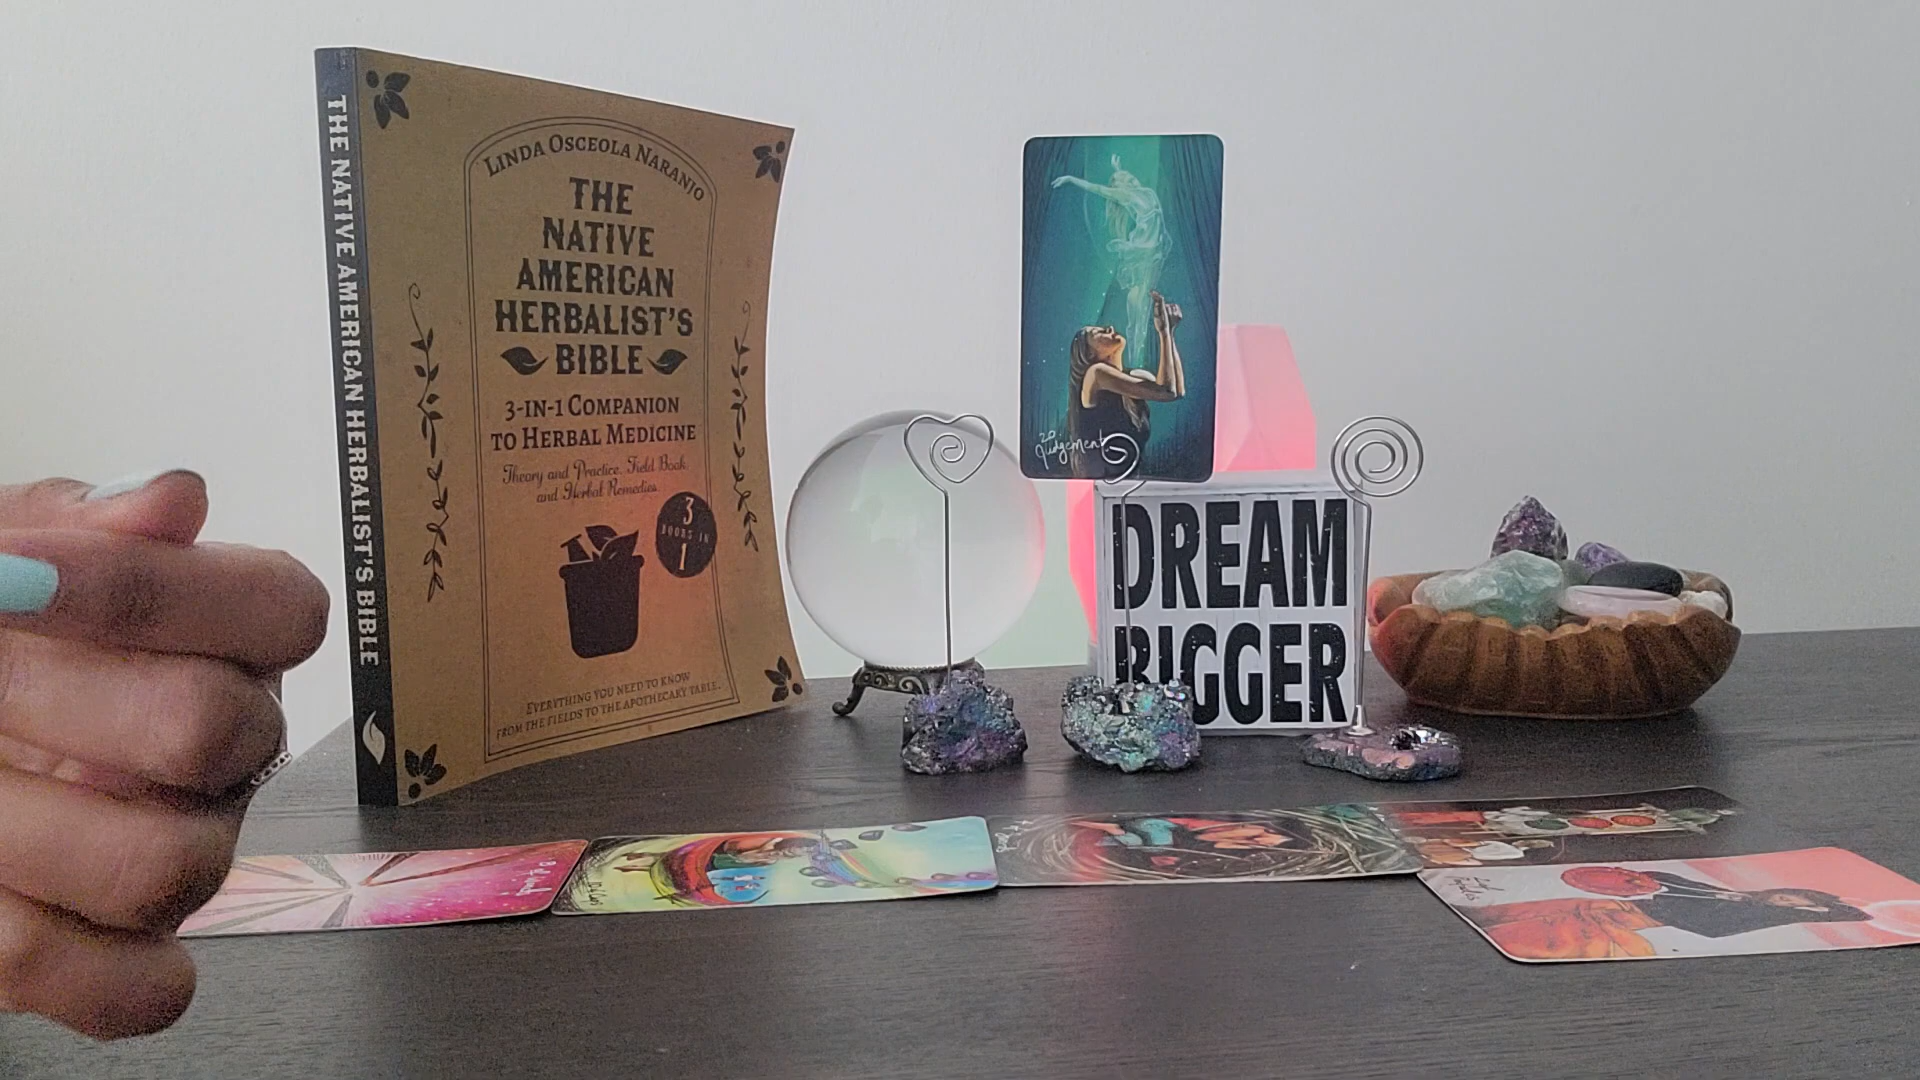 THE NATIVE AMERICAN HERBALIST'S BIBLE
LINDA OSCEOLA NARANJO
THE
NATIVE
AMERICAN
HERBALIST'S
BIBLE
3-IN-1 COMPANION
TO HERBAL MEDICINE
Theory and Practice, Field Book,
and Herbal Remedies
3
BOOKS IN
1
EVERYTHING YOU NEED TO KNOW
FROM THE FIELDS TO THE APOTHECARY TABLE.
20
Judgement
DREAM
BIGGER